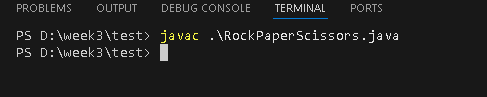 PROBLEMS OUTPUT DEBUG CONSOLE TERMINAL PORTS
PS D:\week3\test> javac .\RockPaperScissors.java
PS D:\week3\test>